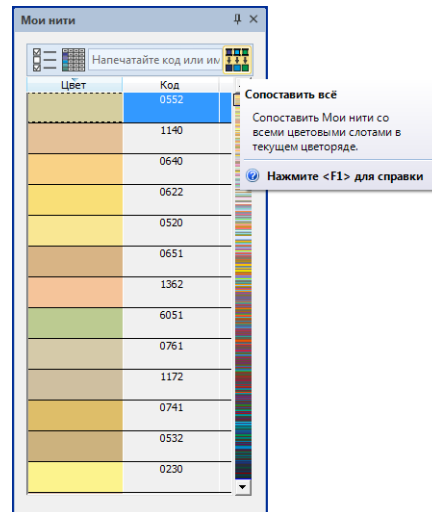 Мои нити
Напечатайте код или им
Цвет Код
0552
1140
0640
0622
0520
0651
1362
6051
0761
1172
0741
0532
0230
Сопоставить всё
Сопоставить Мои нити со
всеми цветовыми слотами в
текущем цветоряде.
Нажмите <F1> для справки